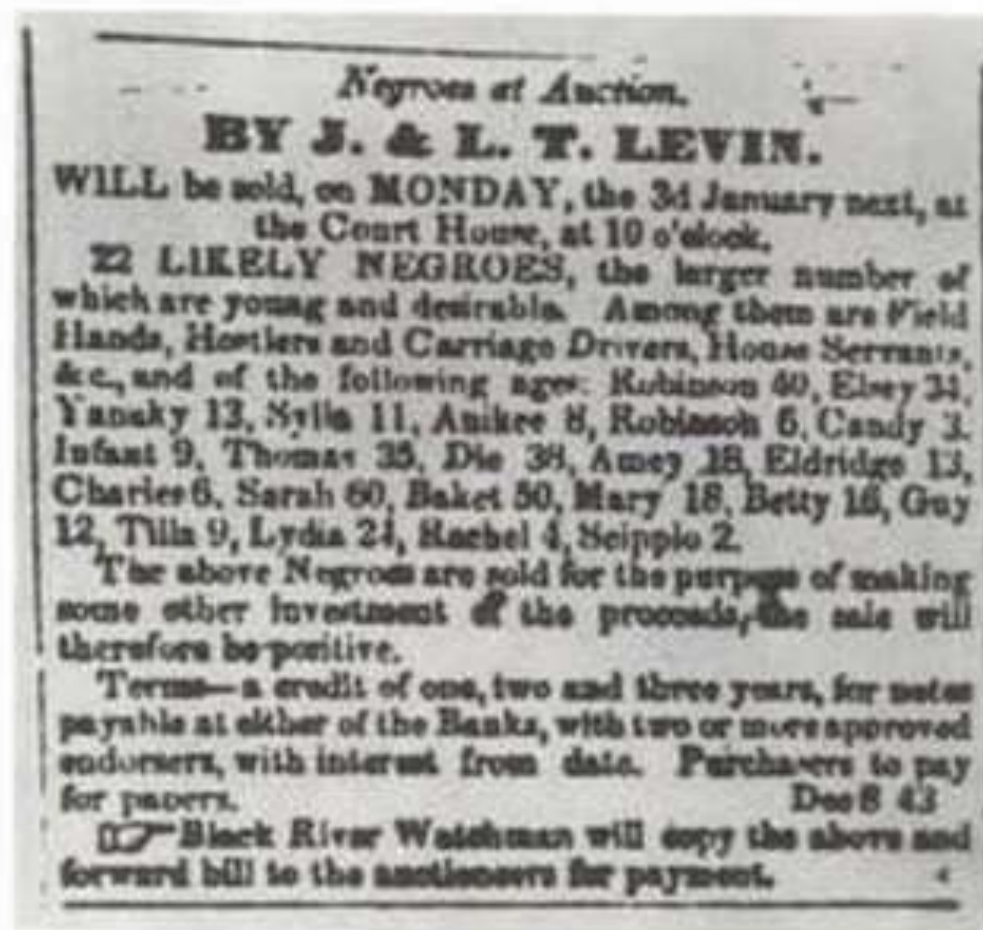 Negroes at Auction.
BY J. & L. T. LEVIN.
WILL be sold, on MONDAY, the 3d January next, at
the Court House, at 10 o'clock.
22 LIKELY NEGROES, the larger number of
which are young and desirable. Among them are Field
Hands, Hostlers and Carriage Drivers, House Servants,
&c., and of the following ages: Robinson 40, Elsey 34,
Yanaky 13, Sylla 11, Anikee 8, Robinson 6, Candy 3,
Infant 9, Thomas 35, Die 38, Amey 18, Eldridge 13,
Charles 6, Sarah 60, Baket 50, Mary 18, Betty 16, Guy
12, Tilla 9, Lydia 24, Rachel 4, Scipplo 2.
The above Negroes are sold for the purpose of making
some other investment of the proceeds, the sale will
therefore be positive.
Terms—a credit of one, two and three years, for notes
payable at either of the Banks, with two or more approved
endorsers, with interest from date. Purchasers to pay
for papers. Dec 8 43
Black River Watchman will copy the above and
forward bill to the auctioneers for payment.